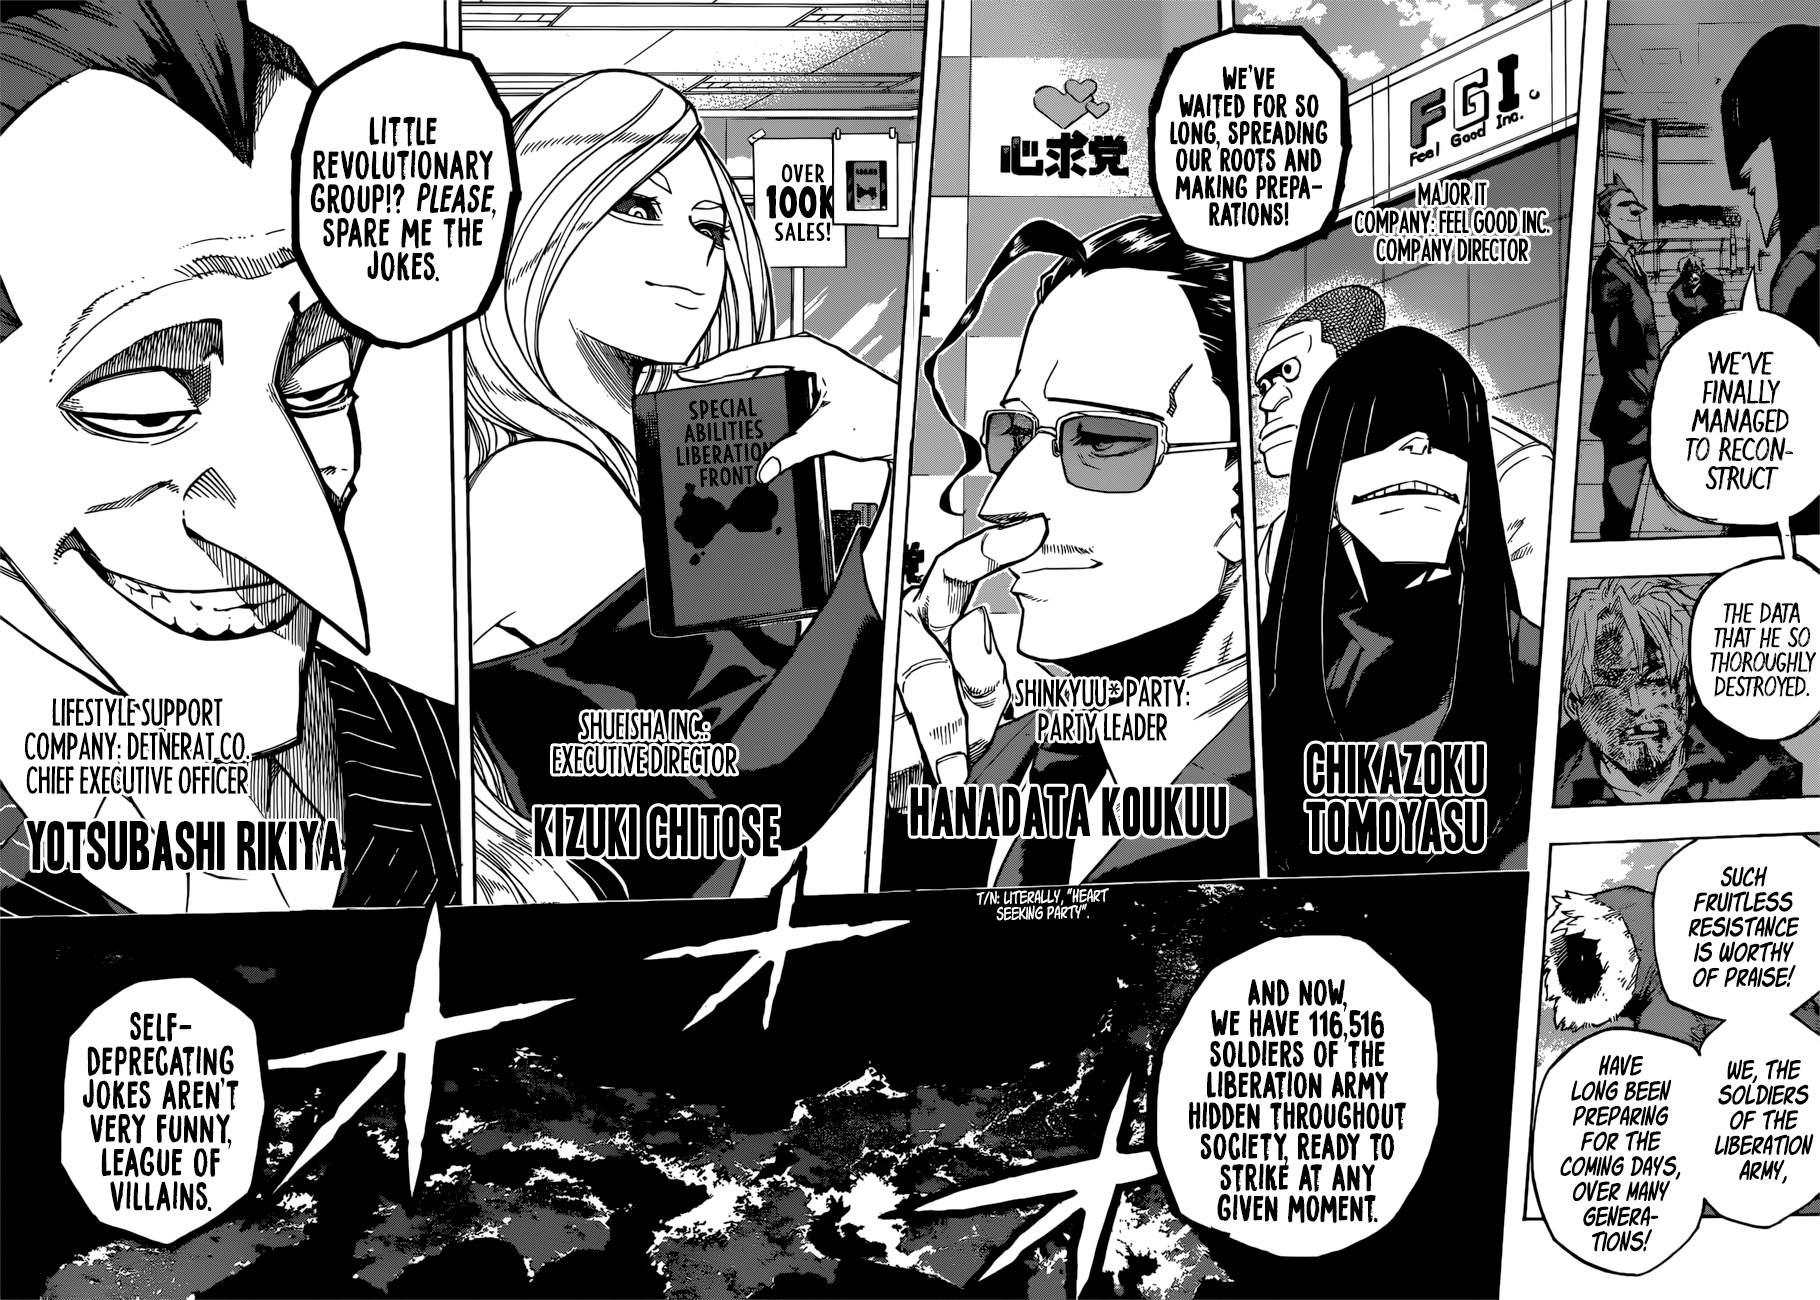 WE'VE
FINALLY
MANAGED
TO RECON-
STRUCT
THE DATA
THAT HE SO
THOROUGHLY
DESTROYED.
SUCH
FRUITLESS
RESISTANCE
IS WORTHY
OF PRAISE!
WE, THE
SOLDIERS
OF THE
LIBERATION
ARMY,
HAVE
LONG BEEN
PREPARING
FOR THE
COMING DAYS,
OVER MANY
GENERA-
TIONS!
FGI.
Feel Good Inc.
MAJOR IT
COMPANY: FEEL GOOD INC.
COMPANY DIRECTOR
CHIKAZOKU
TOMOYASU
WE'VE
WAITED FOR SO
LONG, SPREADING
OUR ROOTS AND
MAKING PREPA-
RATIONS!
心求党
党
SHINKYUU* PARTY:
PARTY LEADER
HANADATA KOUKUU
T/N: LITERALLY, "HEART
SEEKING PARTY".
OVER
100K
SALES!
SPECIAL
ABILITIES
LIBERATION
FRONT
SHUEISHA INC.:
EXECUTIVE DIRECTOR
KIZUKI CHITOSE
LITTLE
REVOLUTIONARY
GROUP!? PLEASE,
SPARE ME THE
JOKES.
LIFESTYLE SUPPORT
COMPANY: DETNERAT CO.
CHIEF EXECUTIVE OFFICER
YOTSUBASHI RIKIYA
AND NOW,
WE HAVE 116,516
SOLDIERS OF THE
LIBERATION ARMY
HIDDEN THROUGHOUT
SOCIETY, READY TO
STRIKE AT ANY
GIVEN MOMENT.
SELF-
DEPRECATING
JOKES AREN'T
VERY FUNNY,
LEAGUE OF
VILLAINS.